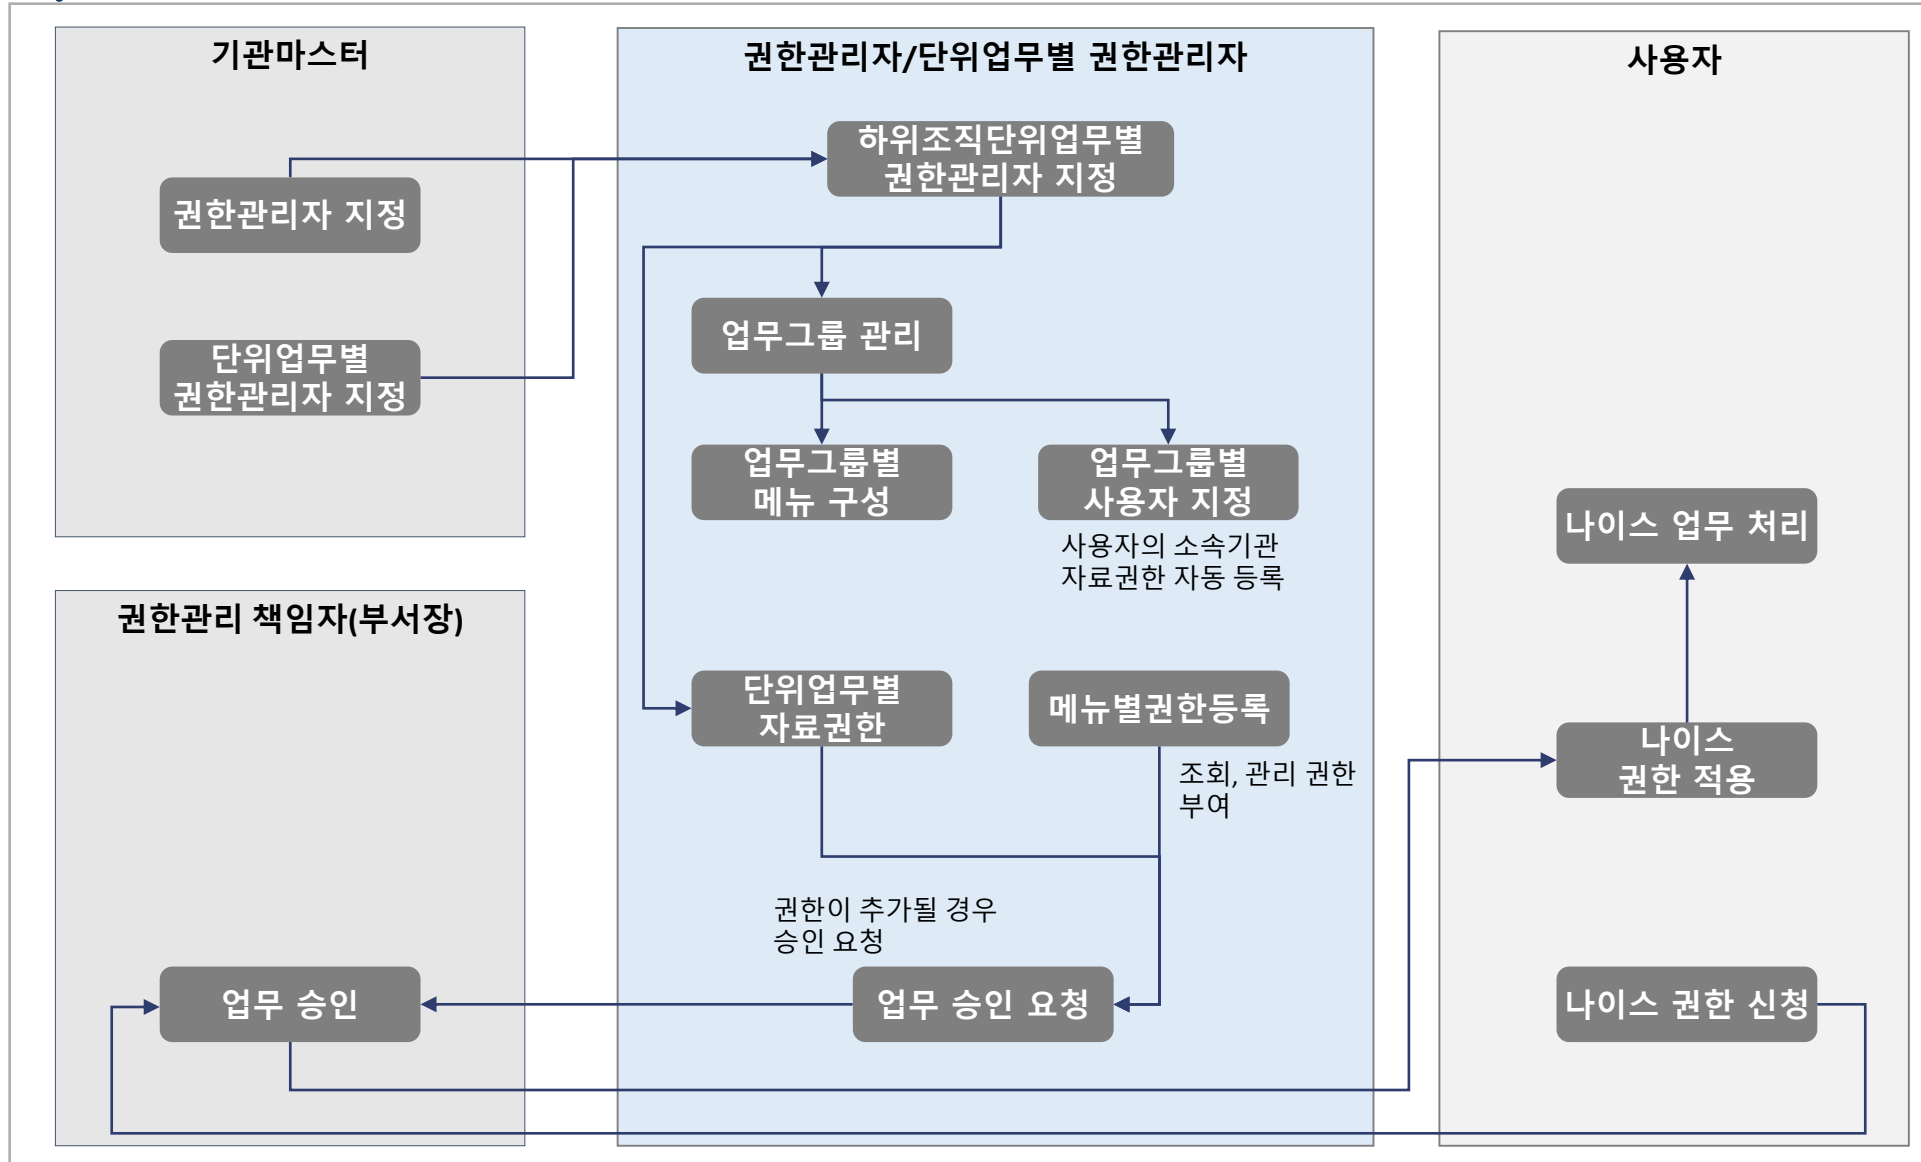 기관마스터
권한관리자 지정
단위업무별
권한관리자 지정
권한관리 책임자(부서장)
업무 승인
권한관리자/단위업무별 권한관리자
하위조직단위업무별
권한관리자 지정
업무그룹 관리
업무그룹별
메뉴 구성
업무그룹별
사용자 지정
사용자의 소속기관
자료권한 자동 등록
단위업무별
자료권한
메뉴별권한등록
조회, 관리 권한
부여
권한이 추가될 경우
승인 요청
업무 승인 요청
사용자
나이스 업무 처리
나이스
권한 적용
나이스 권한 신청